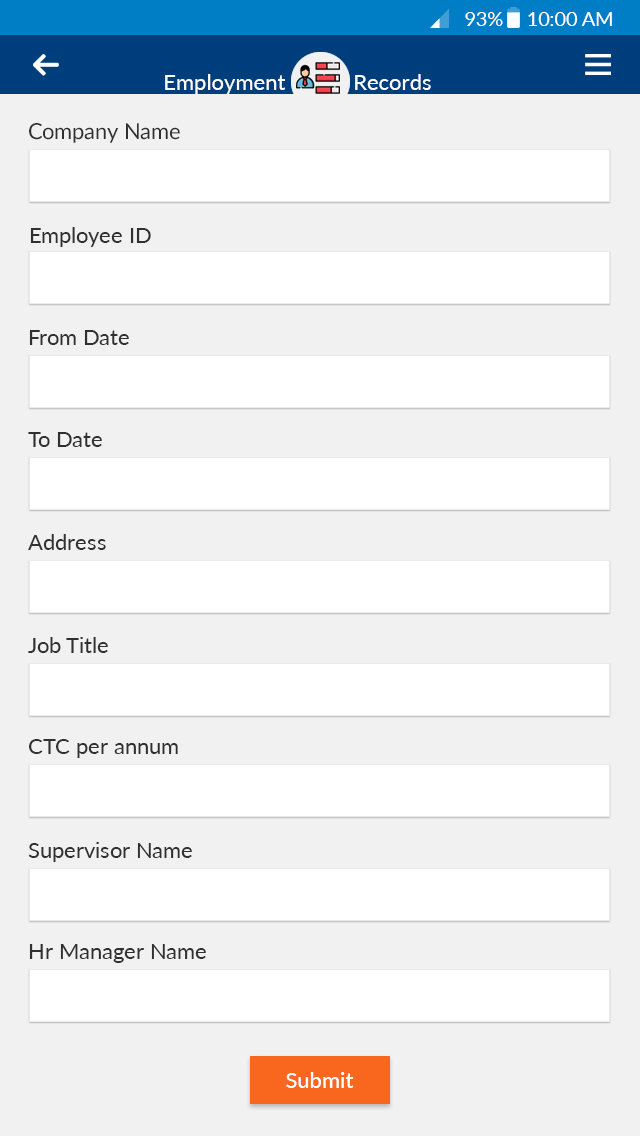 93% 10:00 AM
Employment Records
Company Name
Employee ID
From Date
To Date
Address
Job Title
CTC per annum
Supervisor Name
Hr Manager Name
Submit